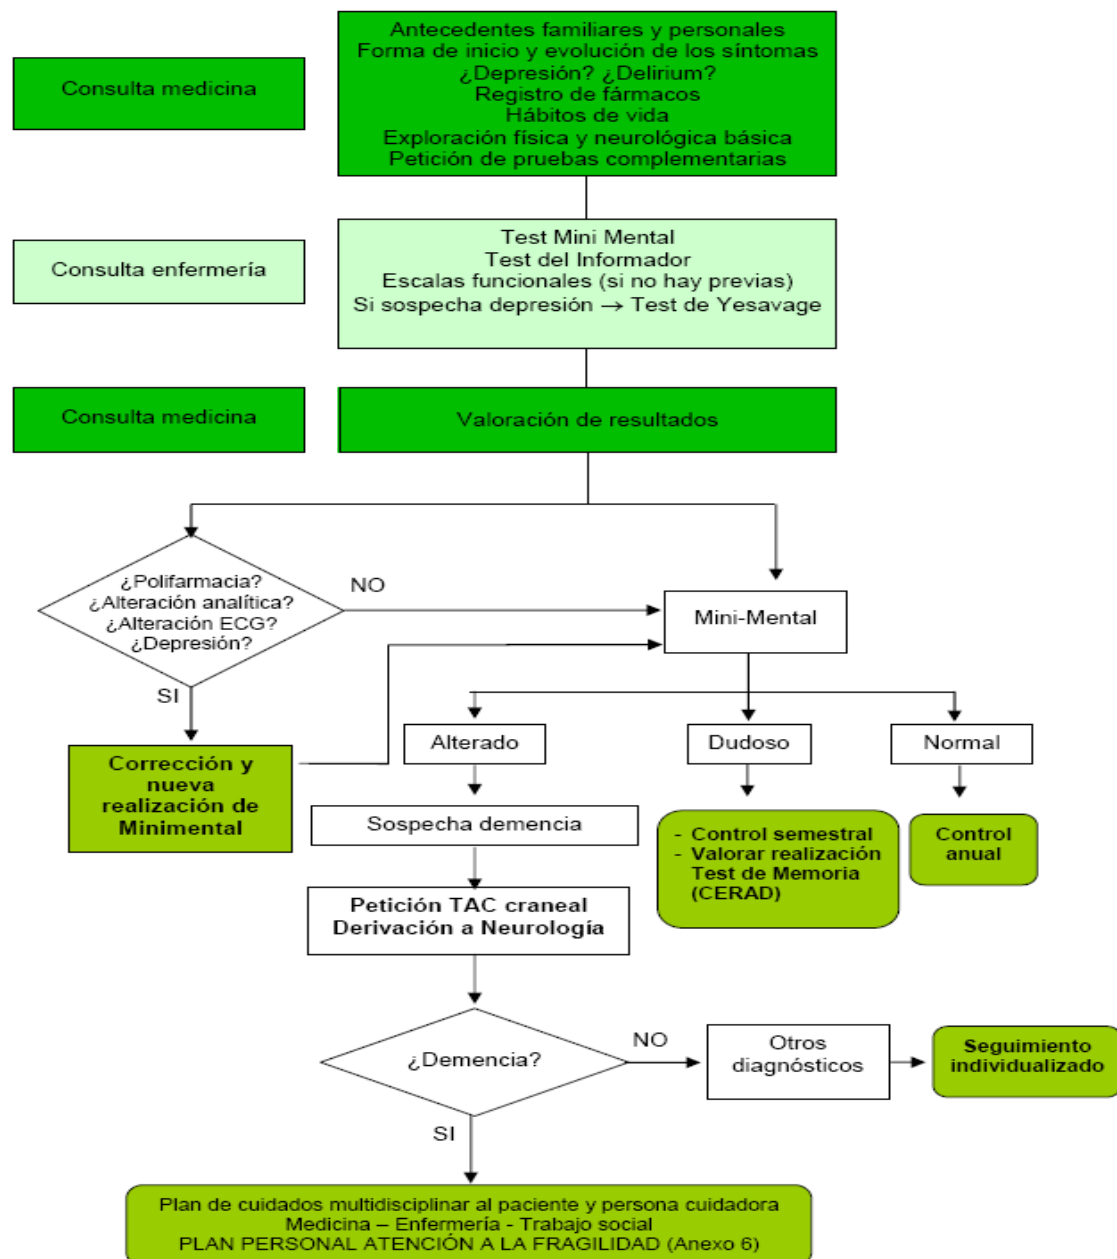 Consulta medicina
Antecedentes familiares y personales
Forma de inicio y evolución de los síntomas
¿Depresión? ¿Delirium?
Registro de fármacos
Hábitos de vida
Exploración física y neurológica básica
Petición de pruebas complementarias
Consulta enfermería
Test Mini Mental
Test del Informador
Escalas funcionales (si no hay previas)
Si sospecha depresión → Test de Yesavage
Consulta medicina
Valoración de resultados
¿Polifarmacia?
¿Alteración analítica?
¿Alteración ECG?
¿Depresión?
NO
SI
Mini-Mental
Corrección y
nueva
realización de
Minimental
Alterado
Dudoso
Normal
Sospecha demencia
- Control semestral
- Valorar realización
Test de Memoria
(CERAD)
Control
anual
Petición TAC craneal
Derivación a Neurología
¿Demencia?
NO
Otros
diagnósticos
Seguimiento
individualizado
SI
Plan de cuidados multidisciplinar al paciente y persona cuidadora
Medicina – Enfermería - Trabajo social
PLAN PERSONAL ATENCIÓN A LA FRAGILIDAD (Anexo 6)